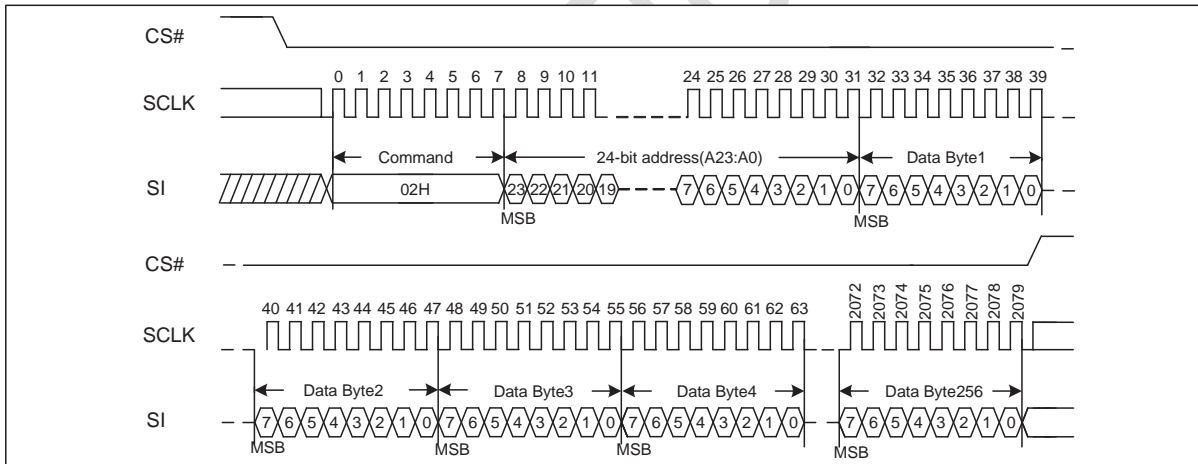 CS#
0 1 2 3 4 5 6 7 8 9 10 11 24 25 26 27 28 29 30 31 32 33 34 35 36 37 38 39
SCLK
Command 24-bit address(A23:A0) Data Byte1
SI 02H 23 22 21 20 19 7 6 5 4 3 2 1 0 7 6 5 4 3 2 1 0
MSB MSB
CS#
40 41 42 43 44 45 46 47 48 49 50 51 52 53 54 55 56 57 58 59 60 61 62 63 2072 2073 2074 2075 2076 2077 2078 2079
SCLK
Data Byte2 Data Byte3 Data Byte4 Data Byte256
SI 7 6 5 4 3 2 1 0 7 6 5 4 3 2 1 0 7 6 5 4 3 2 1 0 7 6 5 4 3 2 1 0
MSB MSB MSB MSB